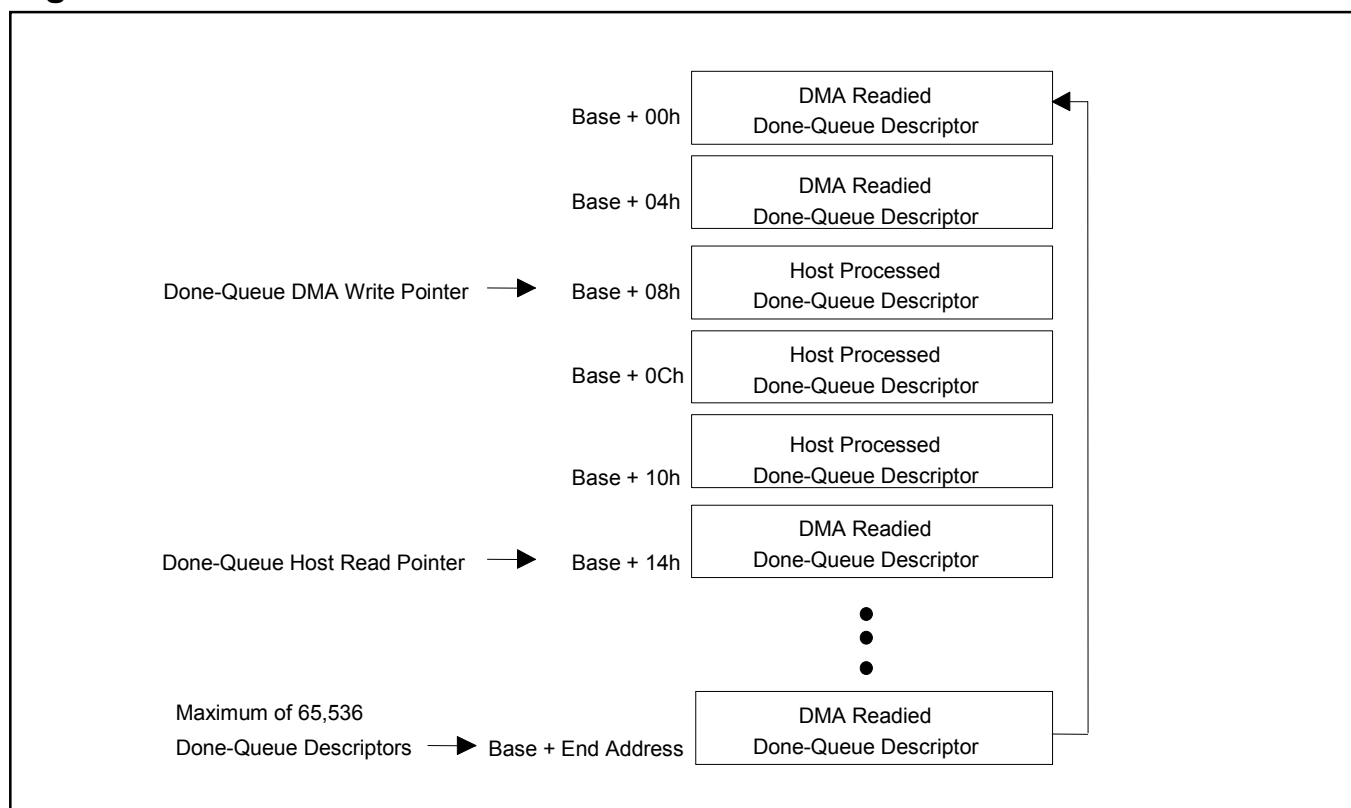 Base + 00h
DMA Readied
Done-Queue Descriptor
Base + 04h
DMA Readied
Done-Queue Descriptor
Done-Queue DMA Write Pointer
Base + 08h
Host Processed
Done-Queue Descriptor
Base + 0Ch
Host Processed
Done-Queue Descriptor
Base + 10h
Host Processed
Done-Queue Descriptor
Done-Queue Host Read Pointer
Base + 14h
DMA Readied
Done-Queue Descriptor
Maximum of 65,536
Done-Queue Descriptors
Base + End Address
DMA Readied
Done-Queue Descriptor